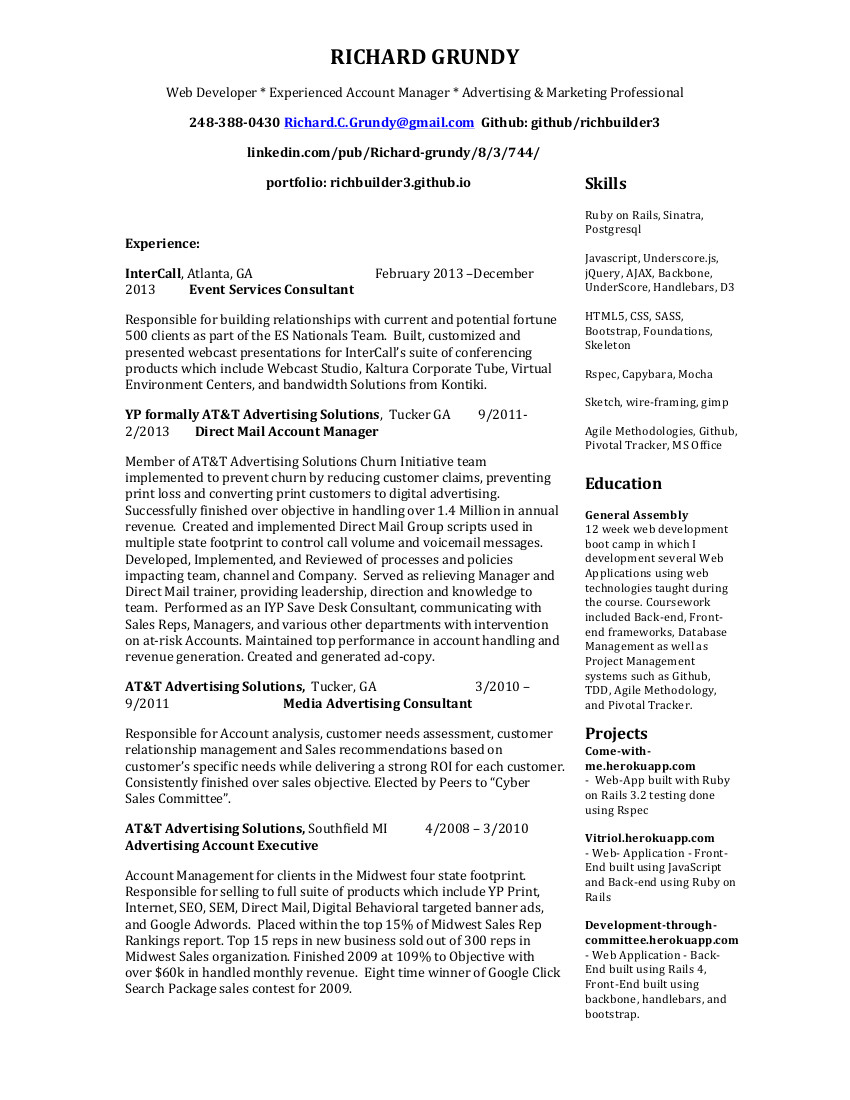 RICHARD GRUNDY
Web Developer * Experienced Account Manager * Advertising & Marketing Professional
248-388-0430 Richard.C.Grundy@gmail.com Github: github/richbuilder3
linkedin.com/pub/Richard-grundy/8/3/744/
portfolio: richbuilder3.github.io
Experience:
InterCall, Atlanta, GA February 2013 –December
2013 Event Services Consultant
Responsible for building relationships with current and potential fortune
500 clients as part of the ES Nationals Team. Built, customized and
presented webcast presentations for InterCall's suite of conferencing
products which include Webcast Studio, Kaltura Corporate Tube, Virtual
Environment Centers, and bandwidth Solutions from Kontiki.
YP formally AT&T Advertising Solutions, Tucker GA 9/2011-
2/2013 Direct Mail Account Manager
Member of AT&T Advertising Solutions Churn Initiative team
implemented to prevent churn by reducing customer claims, preventing
print loss and converting print customers to digital advertising.
Successfully finished over objective in handling over 1.4 Million in annual
revenue. Created and implemented Direct Mail Group scripts used in
multiple state footprint to control call volume and voicemail messages.
Developed, Implemented, and Reviewed of processes and policies
impacting team, channel and Company. Served as relieving Manager and
Direct Mail trainer, providing leadership, direction and knowledge to
team. Performed as an IYP Save Desk Consultant, communicating with
Sales Reps, Managers, and various other departments with intervention
on at-risk Accounts. Maintained top performance in account handling and
revenue generation. Created and generated ad-copy.
AT&T Advertising Solutions, Tucker, GA 3/2010 –
9/2011 Media Advertising Consultant
Responsible for Account analysis, customer needs assessment, customer
relationship management and Sales recommendations based on
customer's specific needs while delivering a strong ROI for each customer.
Consistently finished over sales objective. Elected by Peers to “Cyber
Sales Committee”.
AT&T Advertising Solutions, Southfield MI 4/2008 – 3/2010
Advertising Account Executive
Account Management for clients in the Midwest four state footprint.
Responsible for selling to full suite of products which include YP Print,
Internet, SEO, SEM, Direct Mail, Digital Behavioral targeted banner ads,
and Google Adwords. Placed within the top 15% of Midwest Sales Rep
Rankings report. Top 15 reps in new business sold out of 300 reps in
Midwest Sales organization. Finished 2009 at 109% to Objective with
over $60k in handled monthly revenue. Eight time winner of Google Click
Search Package sales contest for 2009.
Skills
Ruby on Rails, Sinatra,
Postgresql
Javascript, Underscore.js,
jQuery, AJAX, Backbone,
UnderScore, Handlebars, D3
HTML5, CSS, SASS,
Bootstrap, Foundations,
Skeleton
Rspec, Capybara, Mocha
Sketch, wire-framing, gimp
Agile Methodologies, Github,
Pivotal Tracker, MS Office
Education
General Assembly
12 week web development
boot camp in which I
development several Web
Applications using web
technologies taught during
the course. Coursework
included Back-end, Front-
end frameworks, Database
Management as well as
Project Management
systems such as Github,
TDD, Agile Methodology,
and Pivotal Tracker.
Projects
Come-with-
me.herokuapp.com
- Web-App built with Ruby
on Rails 3.2 testing done
using Rspec
Vitriol.herokuapp.com
- Web- Application - Front-
End built using JavaScript
and Back-end using Ruby on
Rails
Development-through-
committee.herokuapp.com
- Web Application - Back-
End built using Rails 4,
Front-End built using
backbone, handlebars, and
bootstrap.